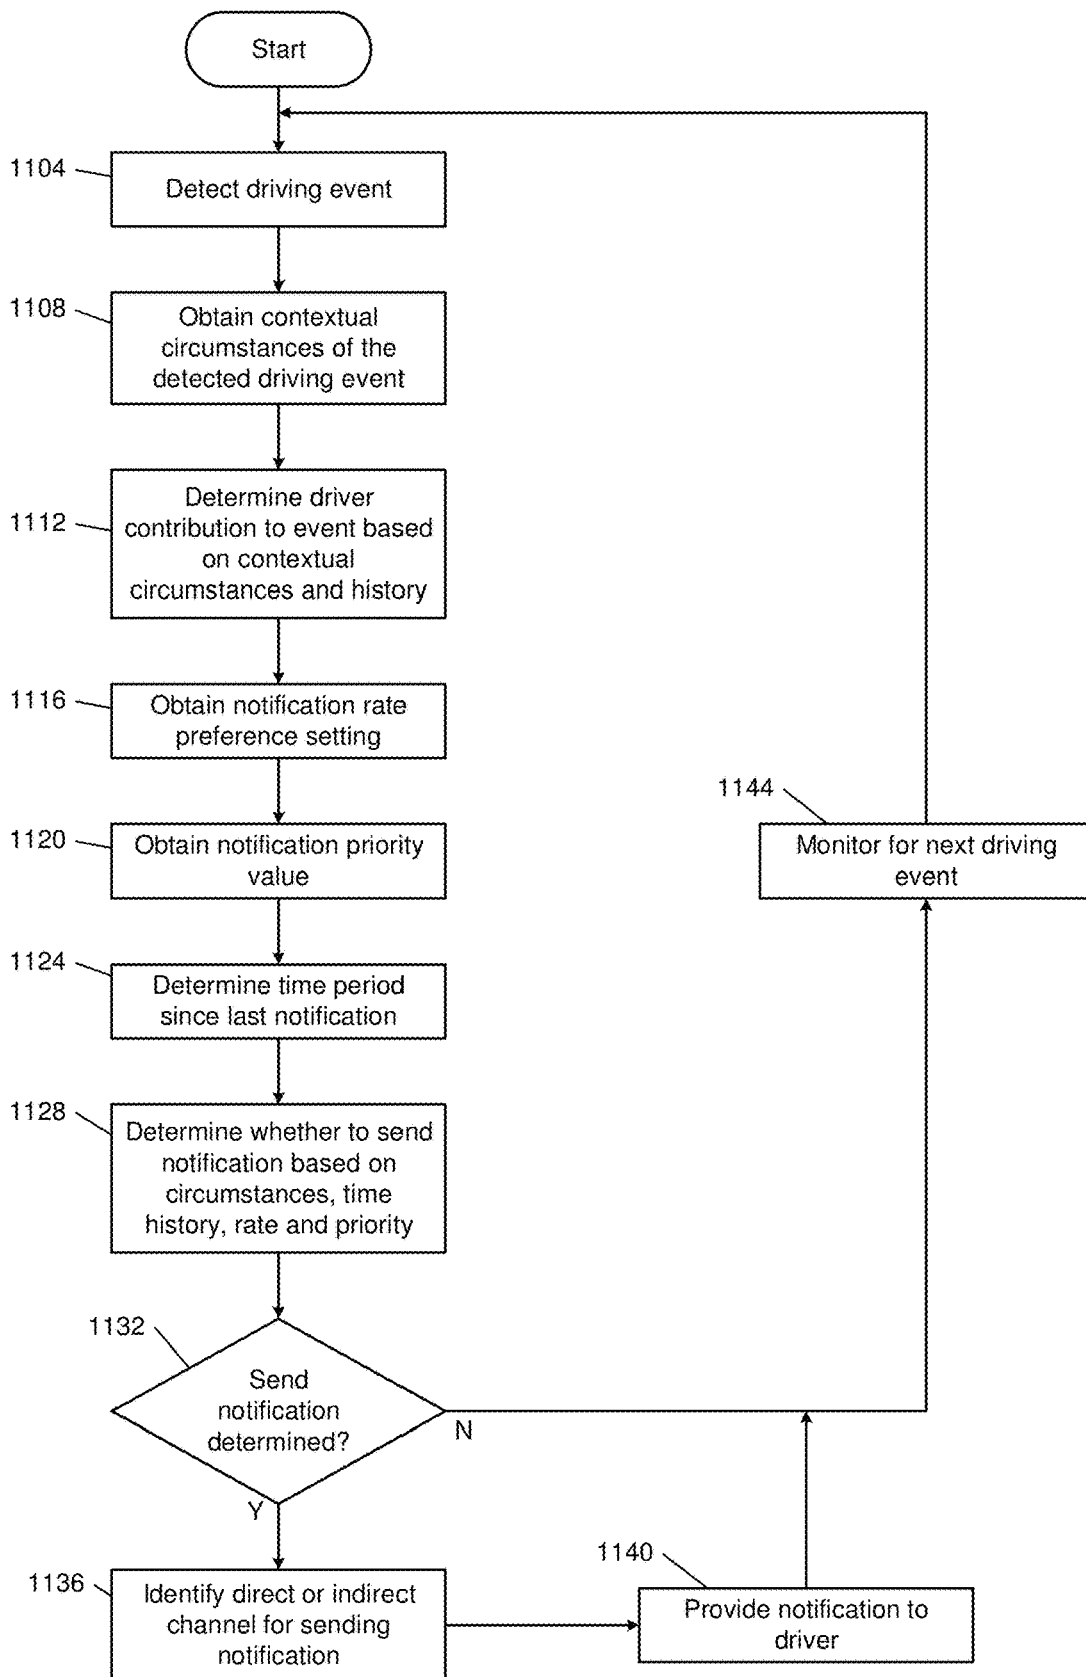 Start
1104
Detect driving event
1108
Obtain contextual
circumstances of the
detected driving event
1112
Determine driver
contribution to event based
on contextual
circumstances and history
1116
Obtain notification rate
preference setting
1120
Obtain notification priority
value
1144
Monitor for next driving
event
1124
Determine time period
since last notification
1128
Determine whether to send
notification based on
circumstances, time
history, rate and priority
1132
Send
notification
determined?
N
Y
1136
Identify direct or indirect
channel for sending
notification
1140
Provide notification to
driver